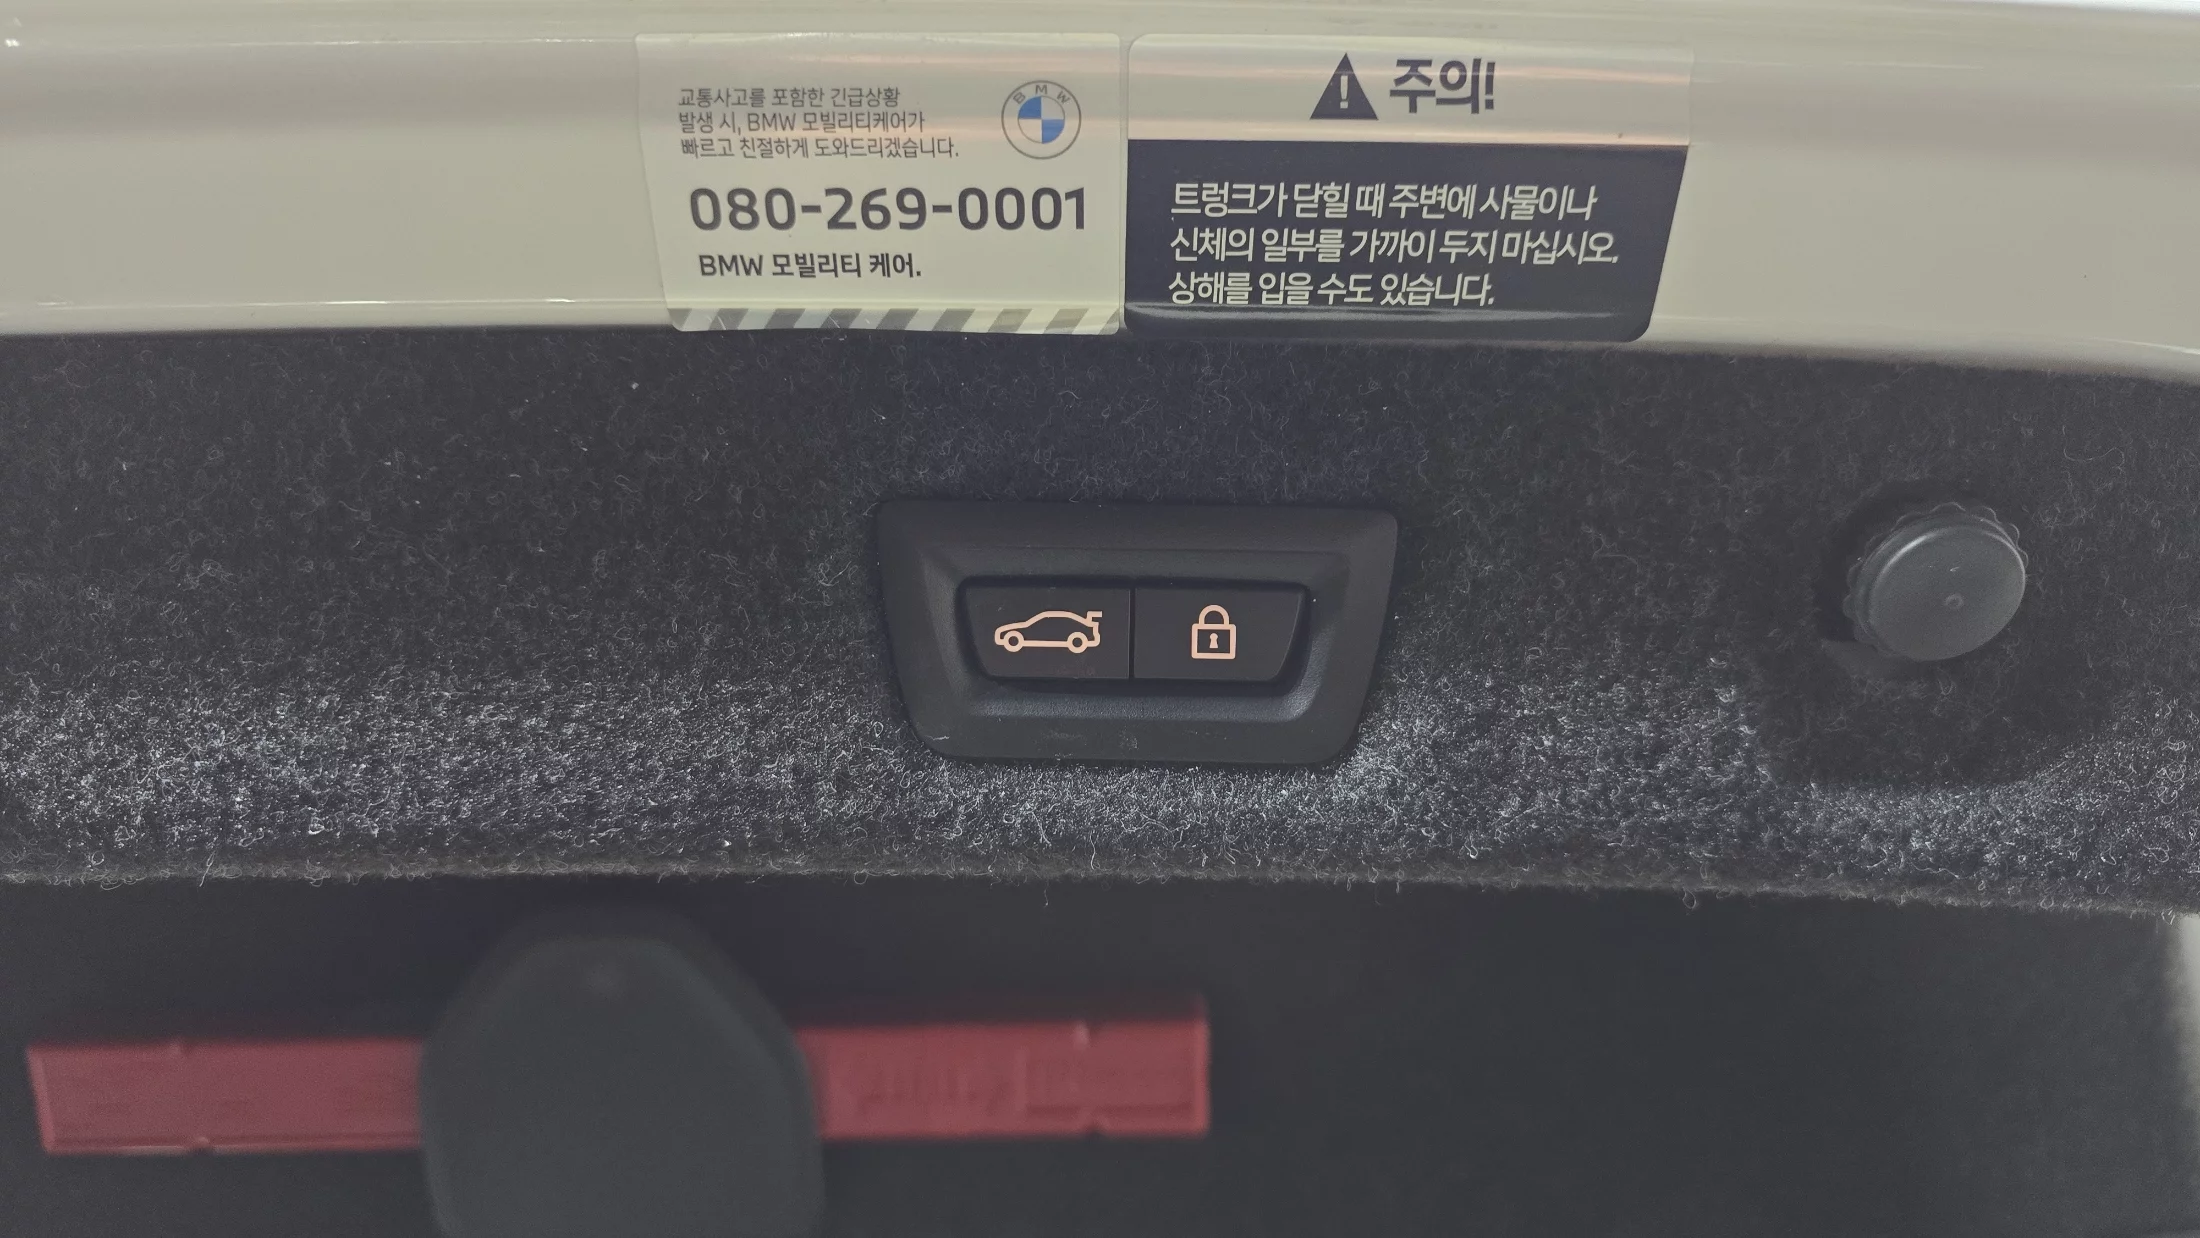 교통사고를 포함한 긴급상황
발생 시, BMW 모빌리티케어가
빠르고 친절하게 도와드리겠습니다.
BMW
080-269-0001
BMW 모빌리티 케어.
주의!
트렁크가 닫힐 때 주변에 사물이나
신체의 일부를 가까이 두지 마십시오.
상해를 입을 수도 있습니다.